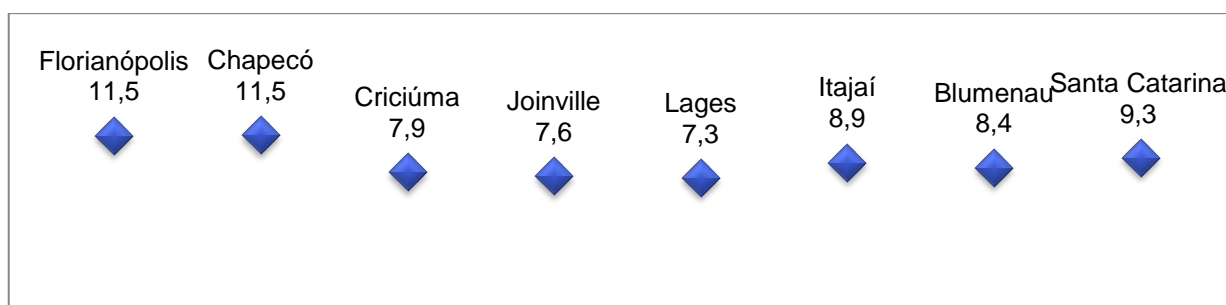 Florianópolis
11,5
Chapecó
11,5
Criciúma
7,9
Joinville
7,6
Lages
7,3
Itajaí
8,9
Blumenau
8,4
Santa Catarina
9,3